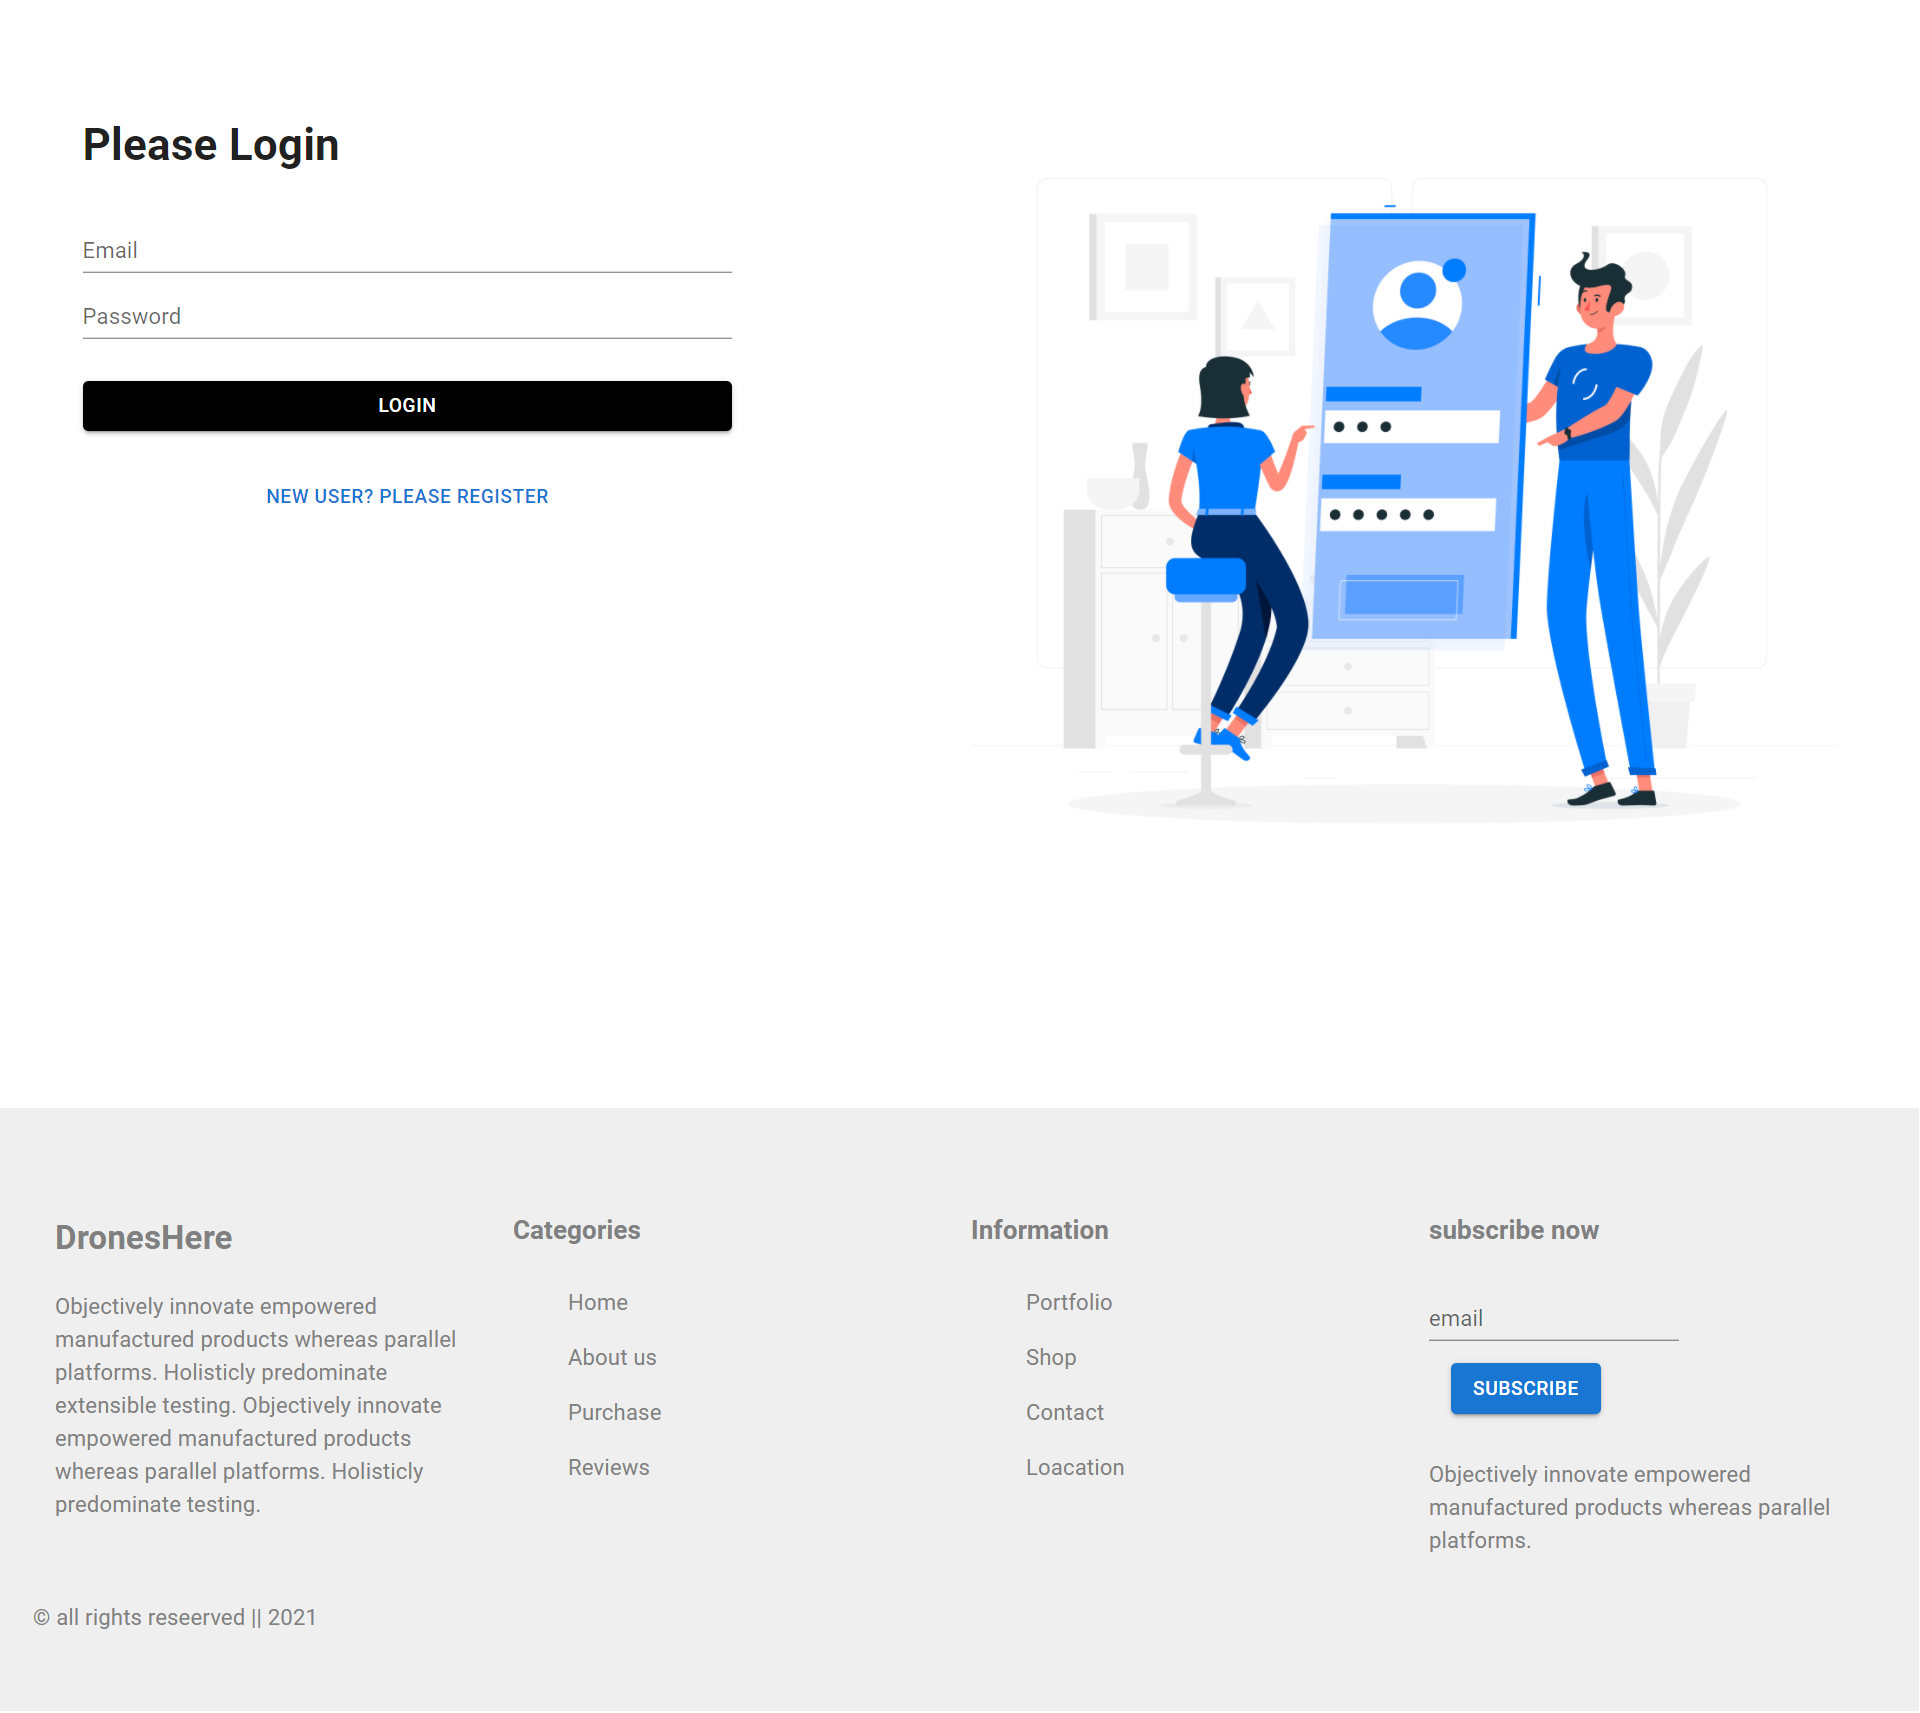 Please Login
Email
Password
LOGIN
NEW USER? PLEASE REGISTER
DronesHere
Objectively innovate empowered
manufactured products whereas parallel
platforms. Holisticly predominate
extensible testing. Objectively innovate
empowered manufactured products
whereas parallel platforms. Holisticly
predominate testing.
Categories
Home
About us
Purchase
Reviews
Information
Portfolio
Shop
Contact
Loacation
subscribe now
email
SUBSCRIBE
Objectively innovate empowered
manufactured products whereas parallel
platforms.
© all rights reseerved || 2021